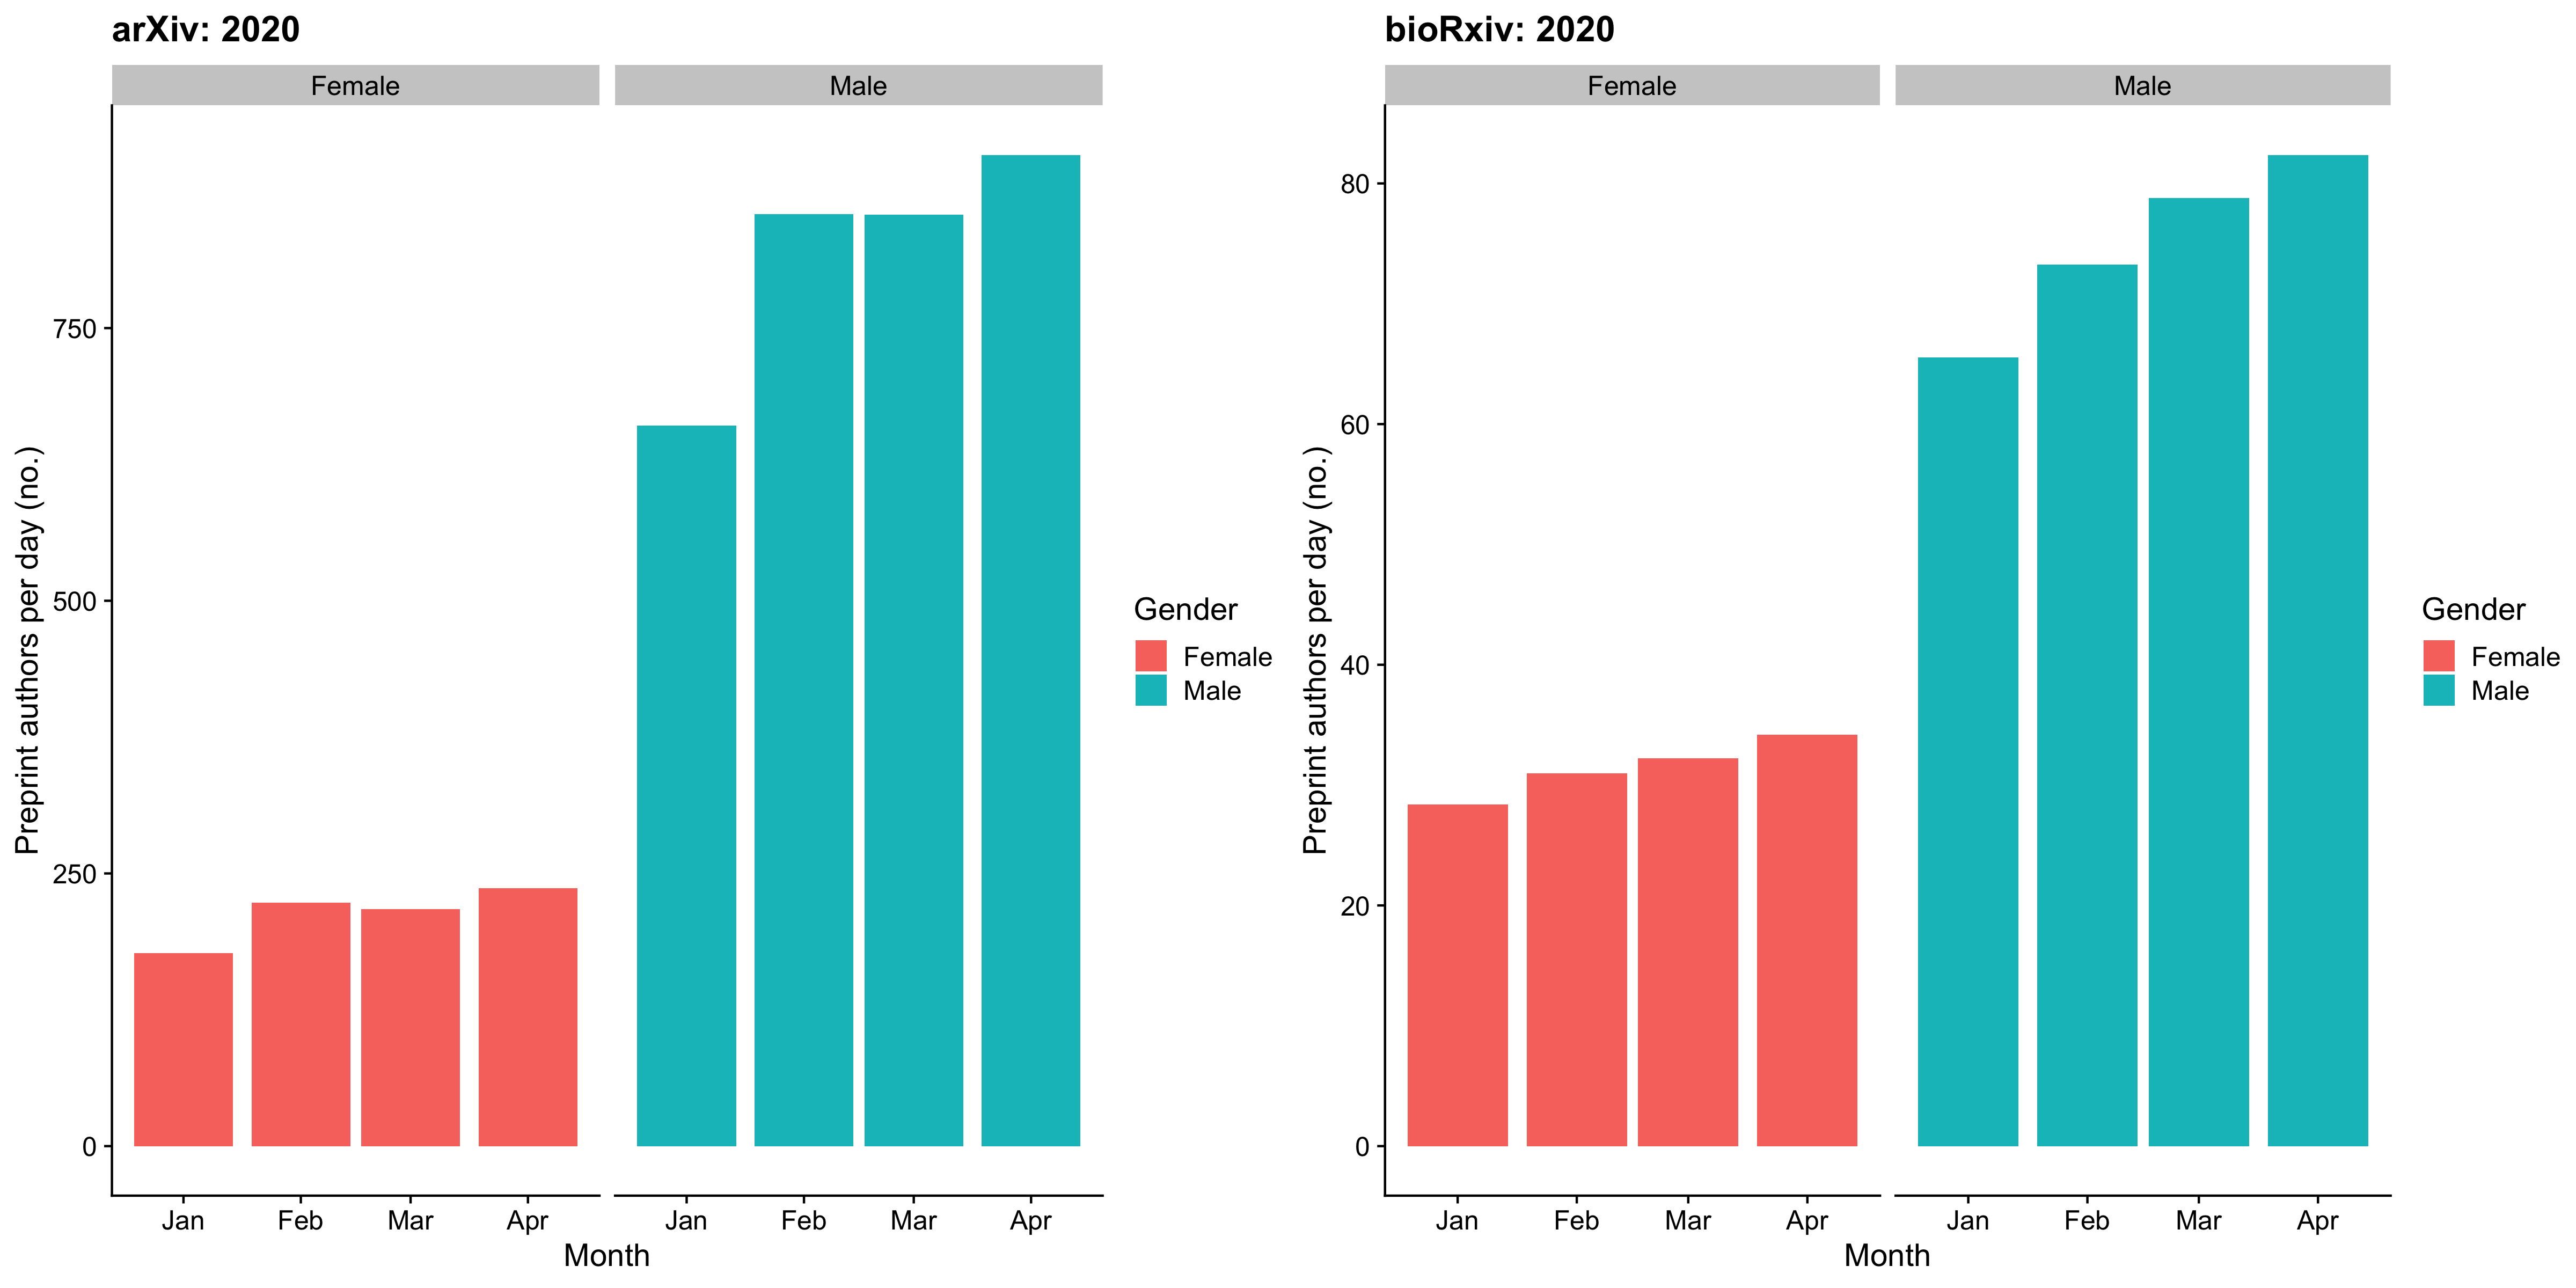 arXiv: 2020
Female Male
Preprint authors per day (no.)
750
500
250
0
Jan Feb Mar Apr Jan Feb Mar Apr
Month
Gender
Female
Male
bioRxiv: 2020
Female Male
Preprint authors per day (no.)
80
60
40
20
0
Jan Feb Mar Apr Jan Feb Mar Apr
Month
Gender
Female
Male